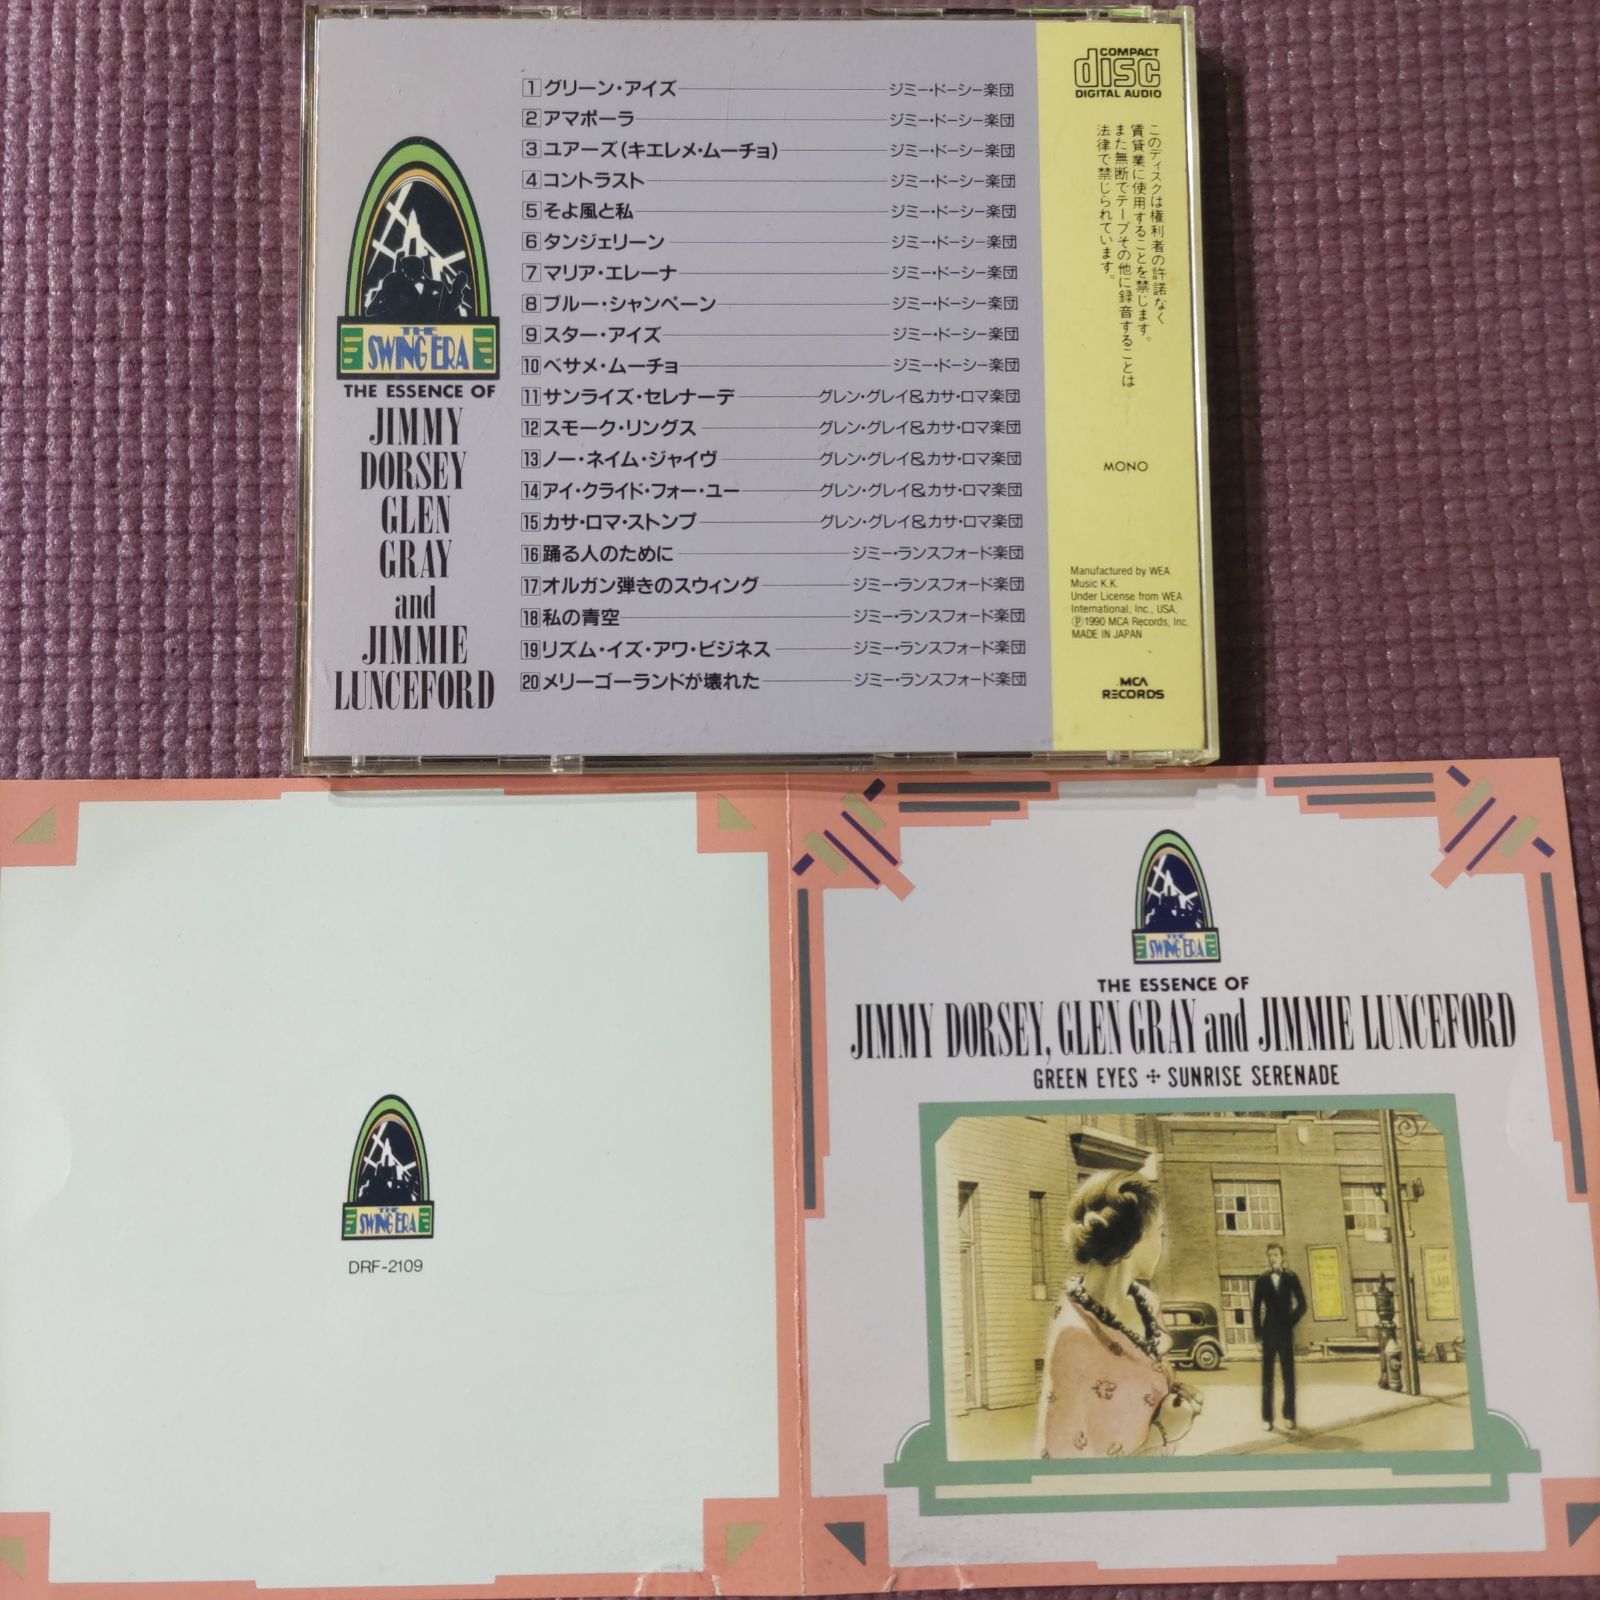 THE
SWING ERA
THE ESSENCE OF
JIMMY
DORSEY
GLEN
GRAY
and
JIMMIE
LUNCEFORD
1 グリーン・アイズ ジミー・ドーシー楽団
2 アマポーラ ジミー・ドーシー楽団
3 ユアーズ(キエレメ・ムーチョ) ジミー・ドーシー楽団
4 コントラスト ジミー・ドーシー楽団
5 そよ風と私 ジミー・ドーシー楽団
6 タンジェリーン ジミー・ドーシー楽団
7 マリア・エレーナ ジミー・ドーシー楽団
8 ブルー・シャンペーン ジミー・ドーシー楽団
9 スター・アイズ ジミー・ドーシー楽団
10 ベサメ・ムーチョ ジミー・ドーシー楽団
11 サンライズ・セレナーデ グレン・グレイ&カサ・ロマ楽団
12 スモーク・リングス グレン・グレイ&カサ・ロマ楽団
13 ノー・ネイム・ジャイヴ グレン・グレイ&カサ・ロマ楽団
14 アイ・クライド・フォー・ユー グレン・グレイ&カサ・ロマ楽団
15 カサ・ロマ・ストンプ グレン・グレイ&カサ・ロマ楽団
16 踊る人のために ジミー・ランスフォード楽団
17 オルガン弾きのスウィング ジミー・ランスフォード楽団
18 私の青空 ジミー・ランスフォード楽団
19 リズム・イズ・アワ・ビジネス ジミー・ランスフォード楽団
20 メリーゴーランドが壊れた ジミー・ランスフォード楽団
COMPACT
disc
DIGITAL AUDIO
このディスクは権利者の許諾なく
賃貸業に使用することを禁じます。
また無断でテープその他に録音することは
法律で禁じられています。
MONO
Manufactured by WEA
Music K.K.
Under License from WEA
International, Inc., USA.
Ⓟ1990 MCA Records, Inc.
MADE IN JAPAN
MCA
RECORDS
THE
SWING ERA
DRF-2109
THE
SWING ERA
THE ESSENCE OF
JIMMY DORSEY, GLEN GRAY and JIMMIE LUNCEFORD
GREEN EYES ✣ SUNRISE SERENADE